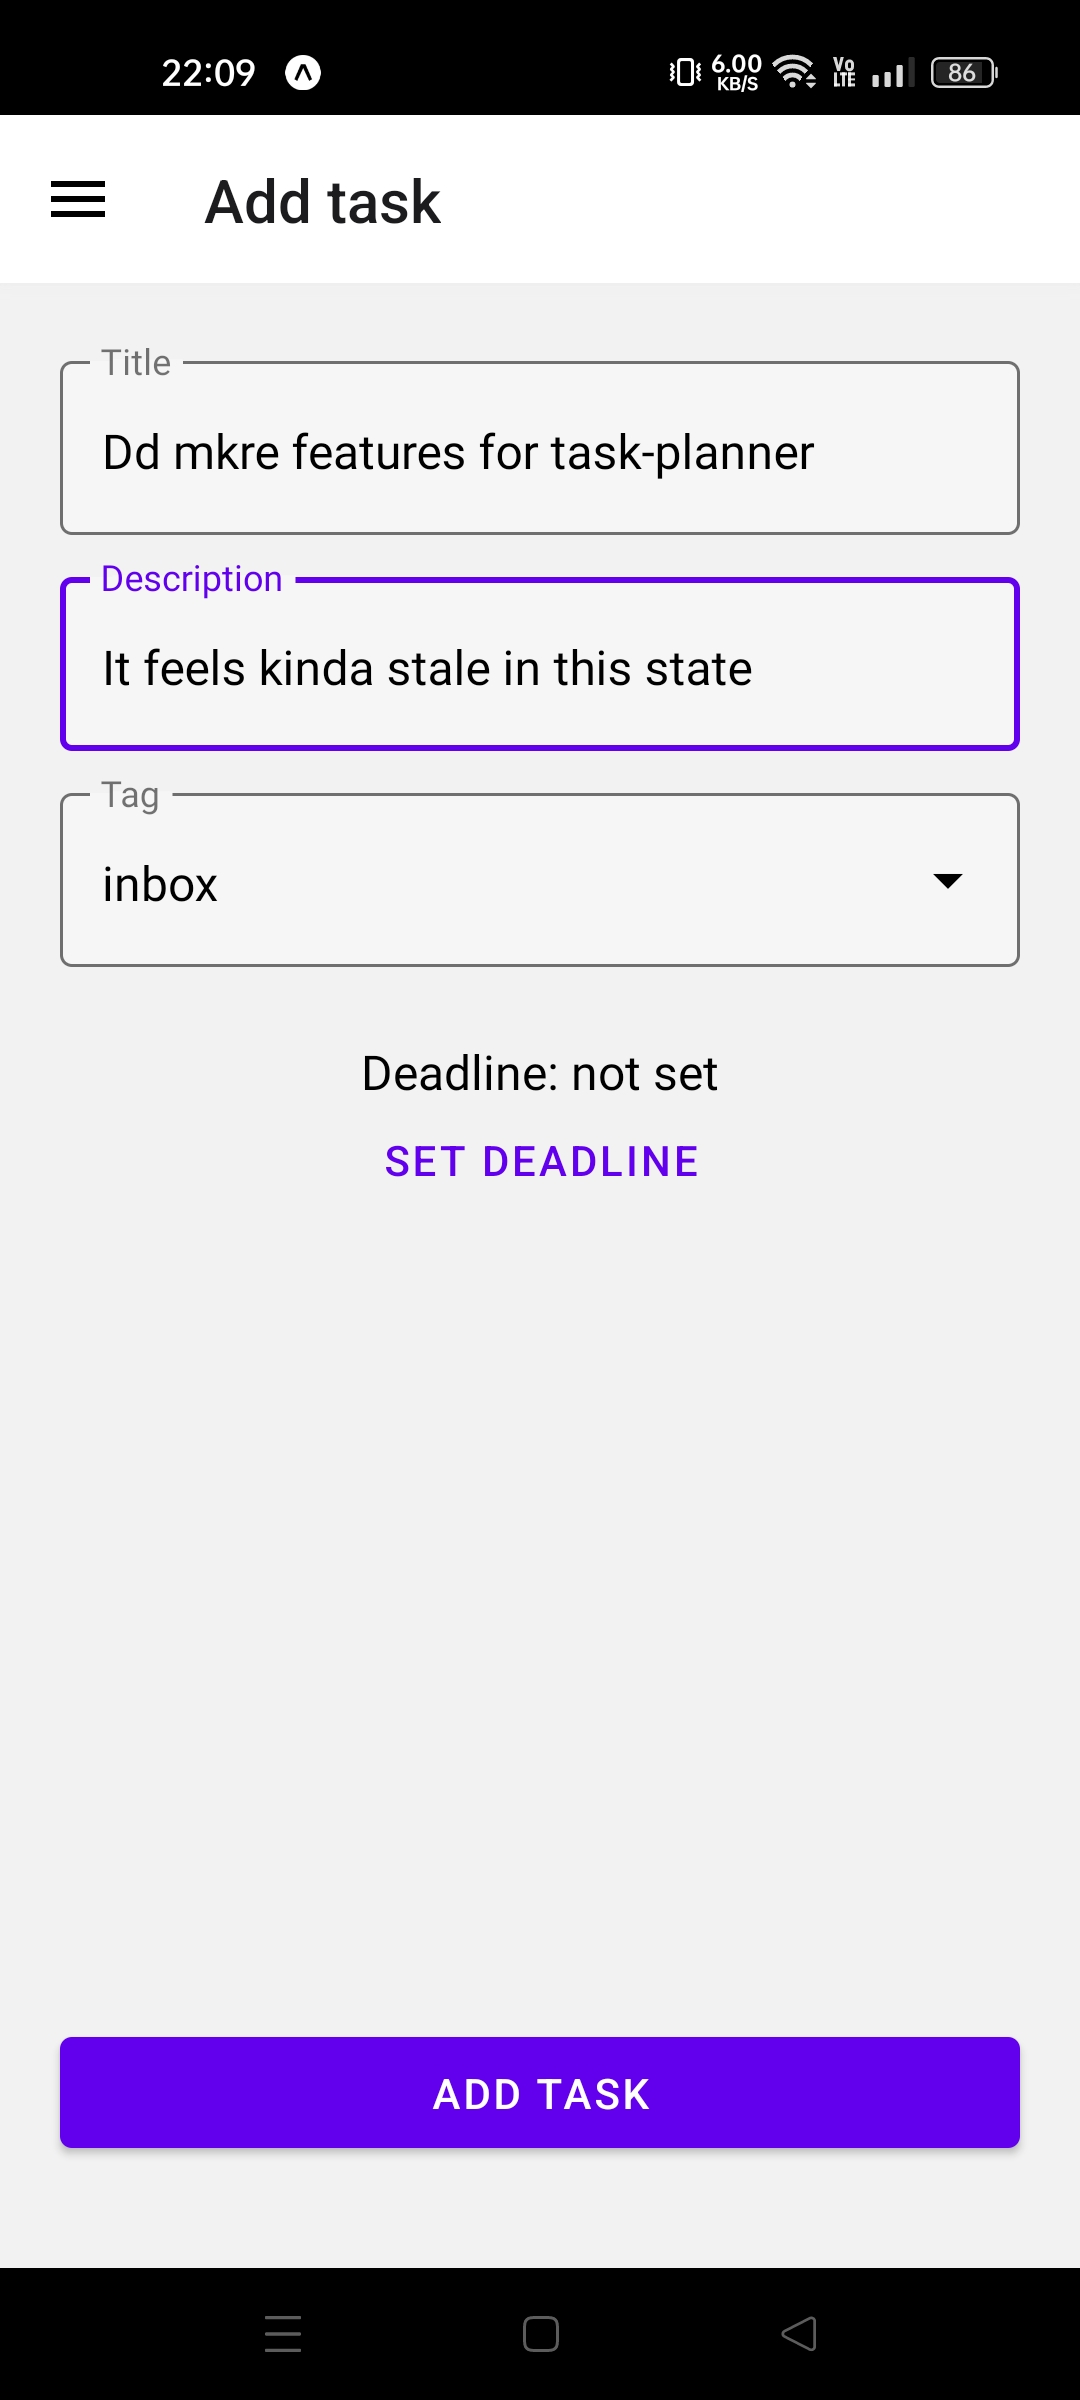 22:09
6.00
KB/S
Vo
LTE
86
Add task
Title
Dd mkre features for task-planner
Description
It feels kinda stale in this state
Tag
inbox
Deadline: not set
SET DEADLINE
ADD TASK